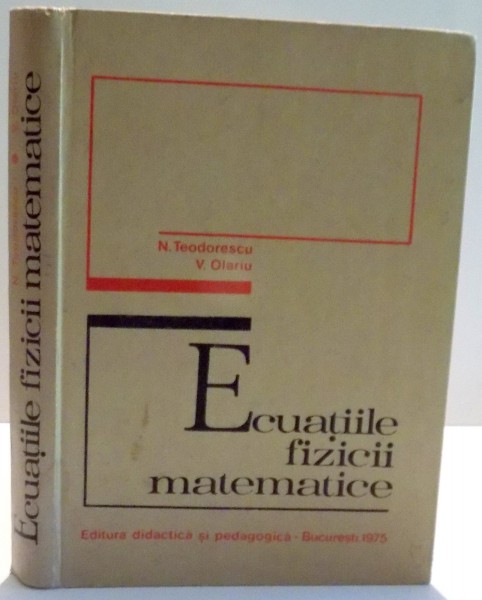 N. Teodorescu
V. Olariu
Ecuațiile
fizicii
matematice
Editura didactică și pedagogică - București, 1975
Ecuațiile fizicii matematice